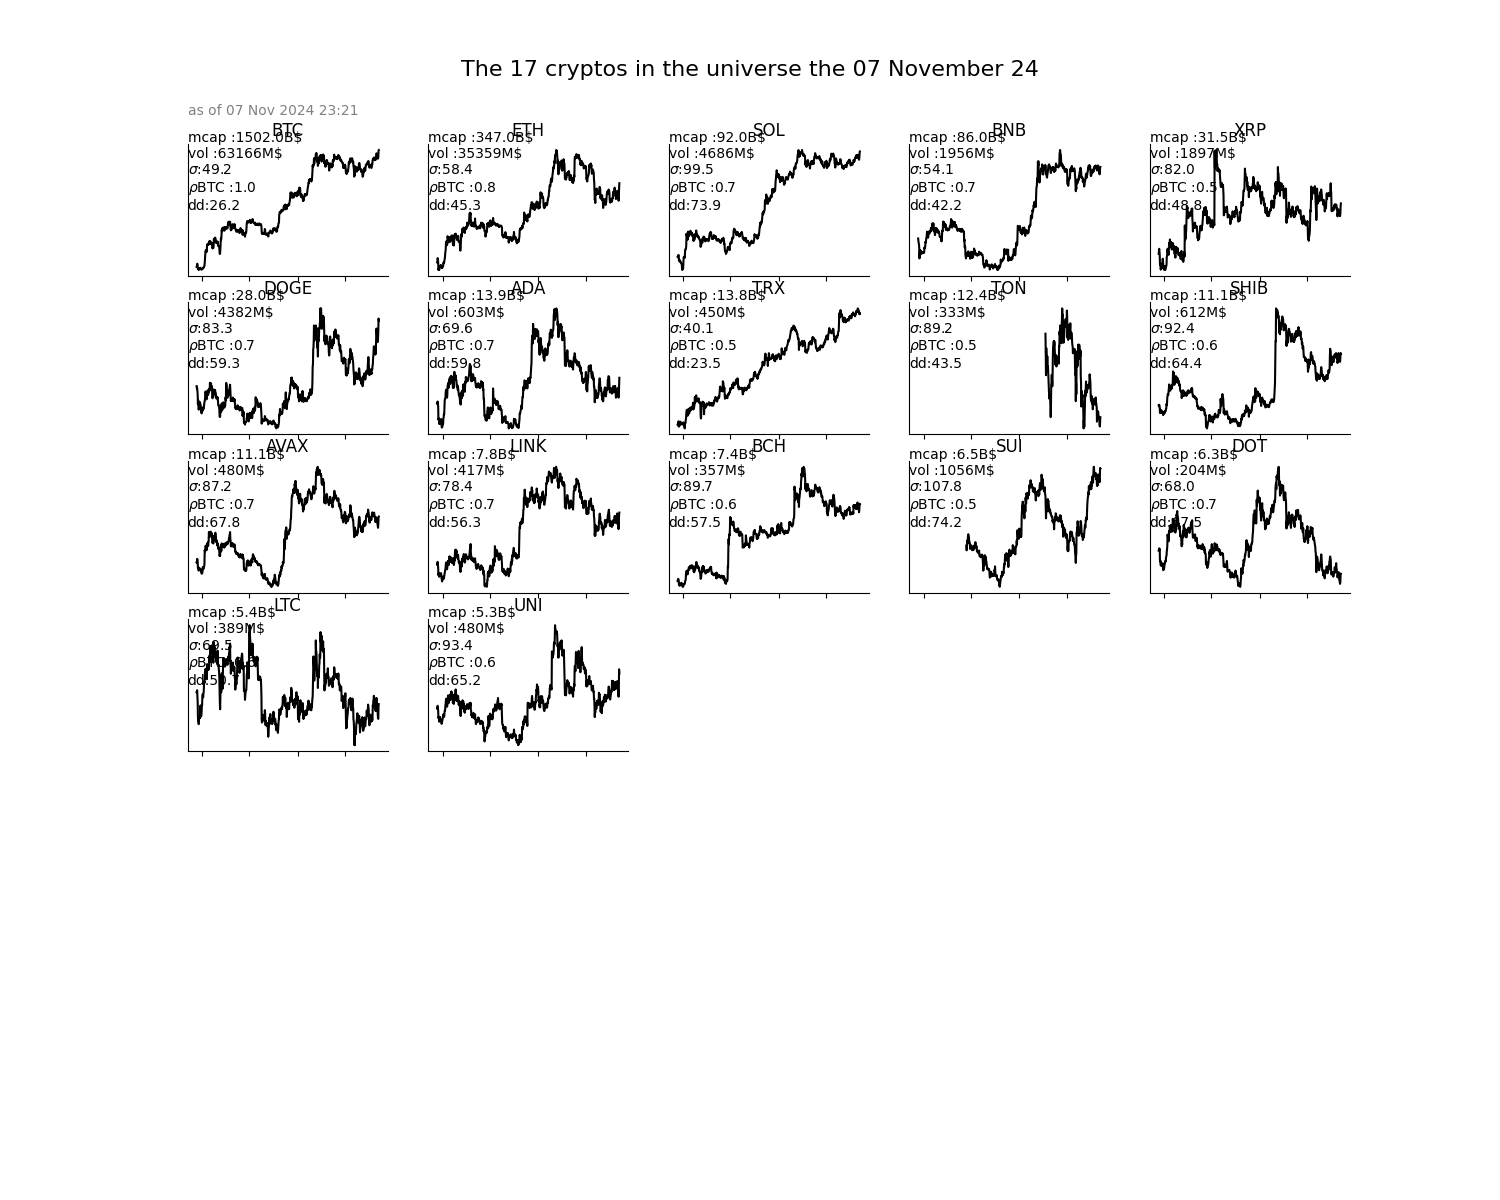 The 17 cryptos in the universe the 07 November 24
as of 07 Nov 2024 23:21
BTC
mcap :1502.0B$
vol :63166M$
σ:49.2
ρBTC :1.0
dd:26.2
ETH
mcap :347.0B$
vol :35359M$
σ:58.4
ρBTC :0.8
dd:45.3
SOL
mcap :92.0B$
vol :4686M$
σ:99.5
ρBTC :0.7
dd:73.9
BNB
mcap :86.0B$
vol :1956M$
σ:54.1
ρBTC :0.7
dd:42.2
XRP
mcap :31.5B$
vol :1897M$
σ:82.0
ρBTC :0.5
dd:48.8
DOGE
mcap :28.0B$
vol :4382M$
σ:83.3
ρBTC :0.7
dd:59.3
ADA
mcap :13.9B$
vol :603M$
σ:69.6
ρBTC :0.7
dd:59.8
TRX
mcap :13.8B$
vol :450M$
σ:40.1
ρBTC :0.5
dd:23.5
TON
mcap :12.4B$
vol :333M$
σ:89.2
ρBTC :0.5
dd:43.5
SHIB
mcap :11.1B$
vol :612M$
σ:92.4
ρBTC :0.6
dd:64.4
AVAX
mcap :11.1B$
vol :480M$
σ:87.2
ρBTC :0.7
dd:67.8
LINK
mcap :7.8B$
vol :417M$
σ:78.4
ρBTC :0.7
dd:56.3
BCH
mcap :7.4B$
vol :357M$
σ:89.7
ρBTC :0.6
dd:57.5
SUI
mcap :6.5B$
vol :1056M$
σ:107.8
ρBTC :0.5
dd:74.2
DOT
mcap :6.3B$
vol :204M$
σ:68.0
ρBTC :0.7
LTC
mcap :5.4B$
vol :389M$
σ:69.5
ρBTC
UNI
mcap :5.3B$
vol :480M$
σ:93.4
ρBTC :0.6
dd:65.2